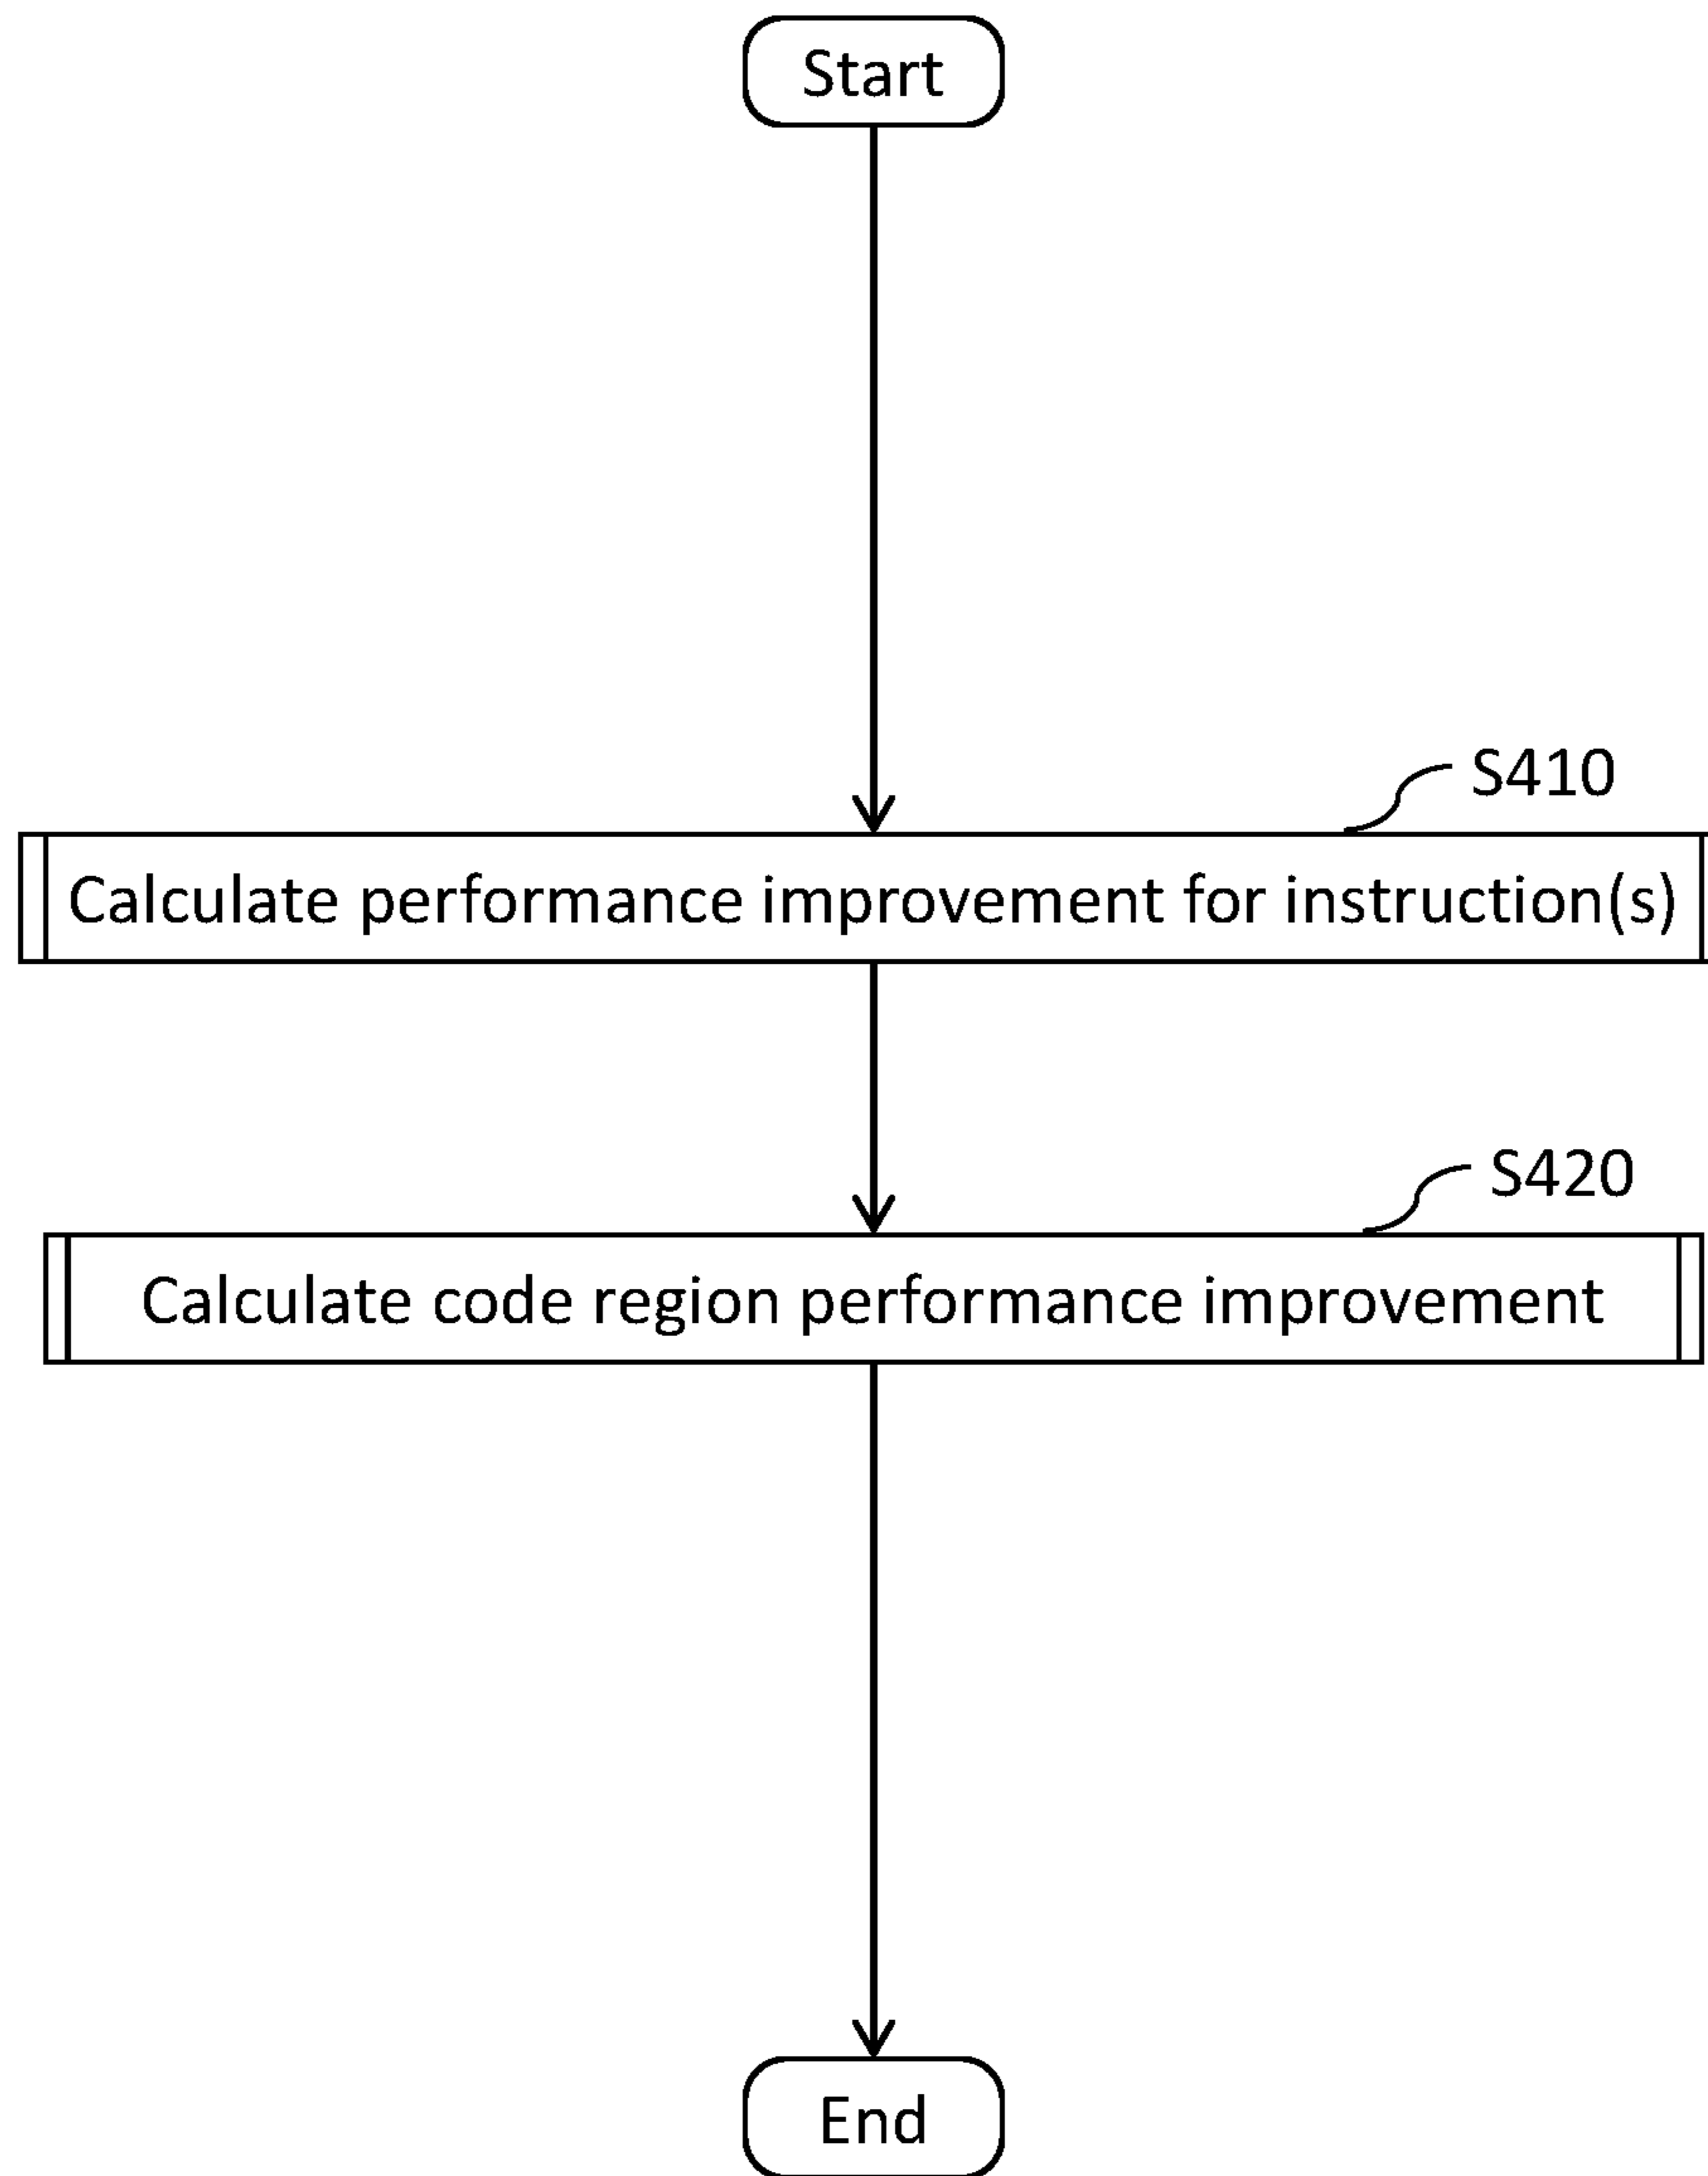 Start
S410
Calculate performance improvement for instruction(s)
S420
Calculate code region performance improvement
End